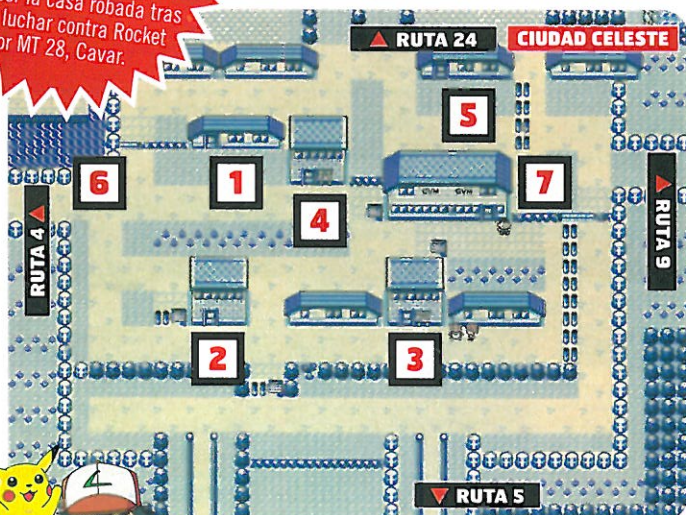 la casa robada tras
luchar contra Rocket
MT 28, Cavar.
RUTA 24
CIUDAD CELESTE
5
6
1
7
4
RUTA 4
RUTA 9
GYM
2
3
RUTA 5